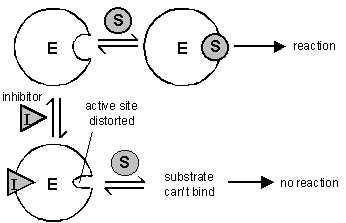 S
E
E
S
reaction
inhibitor
I
active site
distorted
S
I
E
substrate
can't bind
no reaction